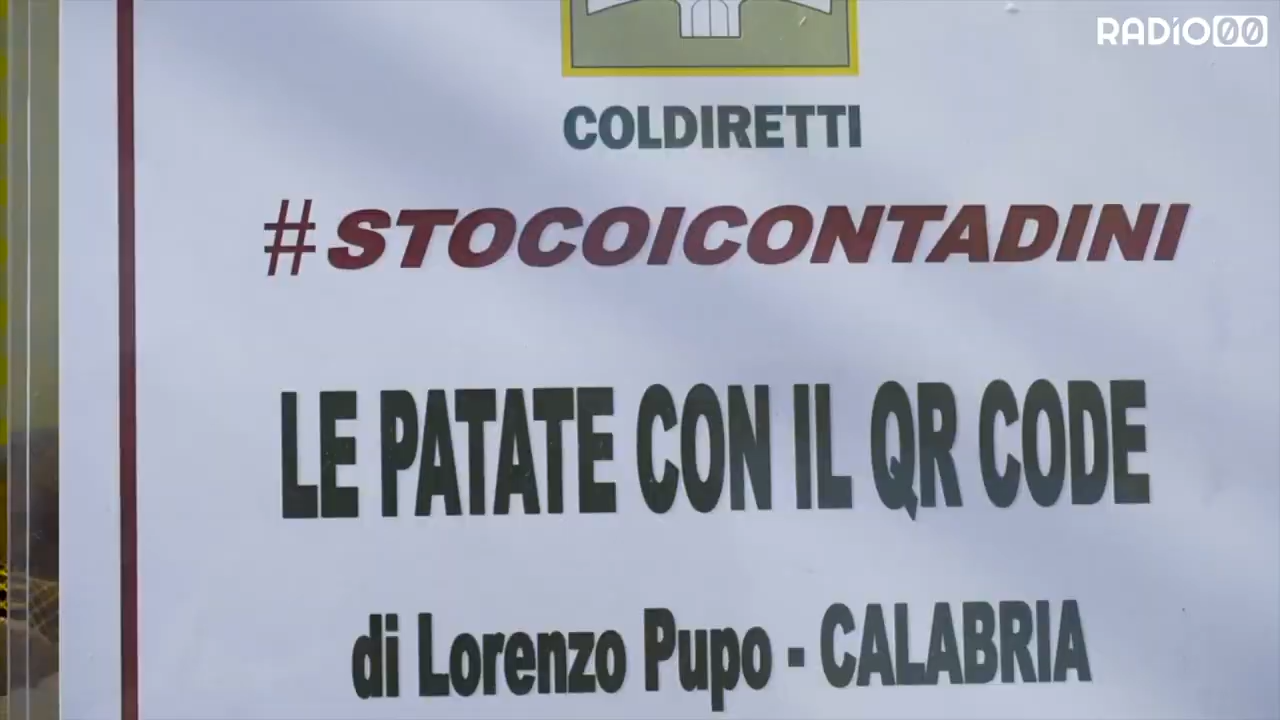 RADIO00
COLDIRETTI
#STOCOICONTADINI
LE PATATE CON IL QR CODE
di Lorenzo Pupo - CALABRIA